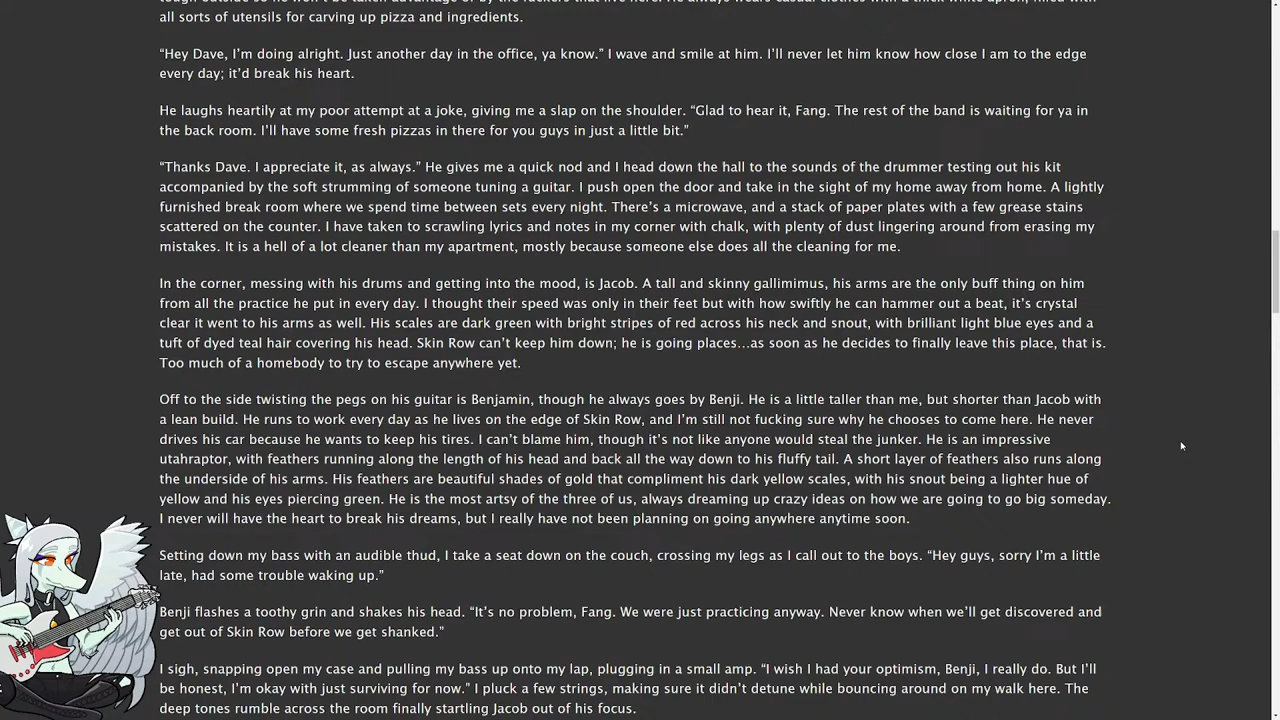 all sorts of utensils for carving up pizza and ingredients.
“Hey Dave, I’m doing alright. Just another day in the office, ya know.” I wave and smile at him. I’ll never let him know how close I am to the edge
every day; it’d break his heart.
He laughs heartily at my poor attempt at a joke, giving me a slap on the shoulder. “Glad to hear it, Fang. The rest of the band is waiting for ya in
the back room. I’ll have some fresh pizzas in there for you guys in just a little bit.”
“Thanks Dave. I appreciate it, as always.” He gives me a quick nod and I head down the hall to the sounds of the drummer testing out his kit
accompanied by the soft strumming of someone tuning a guitar. I push open the door and take in the sight of my home away from home. A lightly
furnished break room where we spend time between sets every night. There’s a microwave, and a stack of paper plates with a few grease stains
scattered on the counter. I have taken to scrawling lyrics and notes in my corner with chalk, with plenty of dust lingering around from erasing my
mistakes. It is a hell of a lot cleaner than my apartment, mostly because someone else does all the cleaning for me.
In the corner, messing with his drums and getting into the mood, is Jacob. A tall and skinny gallimimus, his arms are the only buff thing on him
from all the practice he put in every day. I thought their speed was only in their feet but with how swiftly he can hammer out a beat, it’s crystal
clear it went to his arms as well. His scales are dark green with bright stripes of red across his neck and snout, with brilliant light blue eyes and a
tuft of dyed teal hair covering his head. Skin Row can’t keep him down; he is going places…as soon as he decides to finally leave this place, that is.
Too much of a homebody to try to escape anywhere yet.
Off to the side twisting the pegs on his guitar is Benjamin, though he always goes by Benji. He is a little taller than me, but shorter than Jacob with
a lean build. He runs to work every day as he lives on the edge of Skin Row, and I’m still not fucking sure why he chooses to come here. He never
drives his car because he wants to keep his tires. I can’t blame him, though it’s not like anyone would steal the junker. He is an impressive
utahraptor, with feathers running along the length of his head and back all the way down to his fluffy tail. A short layer of feathers also runs along
the underside of his arms. His feathers are beautiful shades of gold that compliment his dark yellow scales, with his snout being a lighter hue of
yellow and his eyes piercing green. He is the most artsy of the three of us, always dreaming up crazy ideas on how we are going to go big someday.
I never will have the heart to break his dreams, but I really have not been planning on going anywhere anytime soon.
Setting down my bass with an audible thud, I take a seat down on the couch, crossing my legs as I call out to the boys. “Hey guys, sorry I’m a little
late, had some trouble waking up.”
Benji flashes a toothy grin and shakes his head. “It’s no problem, Fang. We were just practicing anyway. Never know when we’ll get discovered and
get out of Skin Row before we get shanked.”
I sigh, snapping open my case and pulling my bass up onto my lap, plugging in a small amp. “I wish I had your optimism, Benji, I really do. But I’ll
be honest, I’m okay with just surviving for now.” I pluck a few strings, making sure it didn’t detune while bouncing around on my walk here. The
deep tones rumble across the room finally startling Jacob out of his focus.